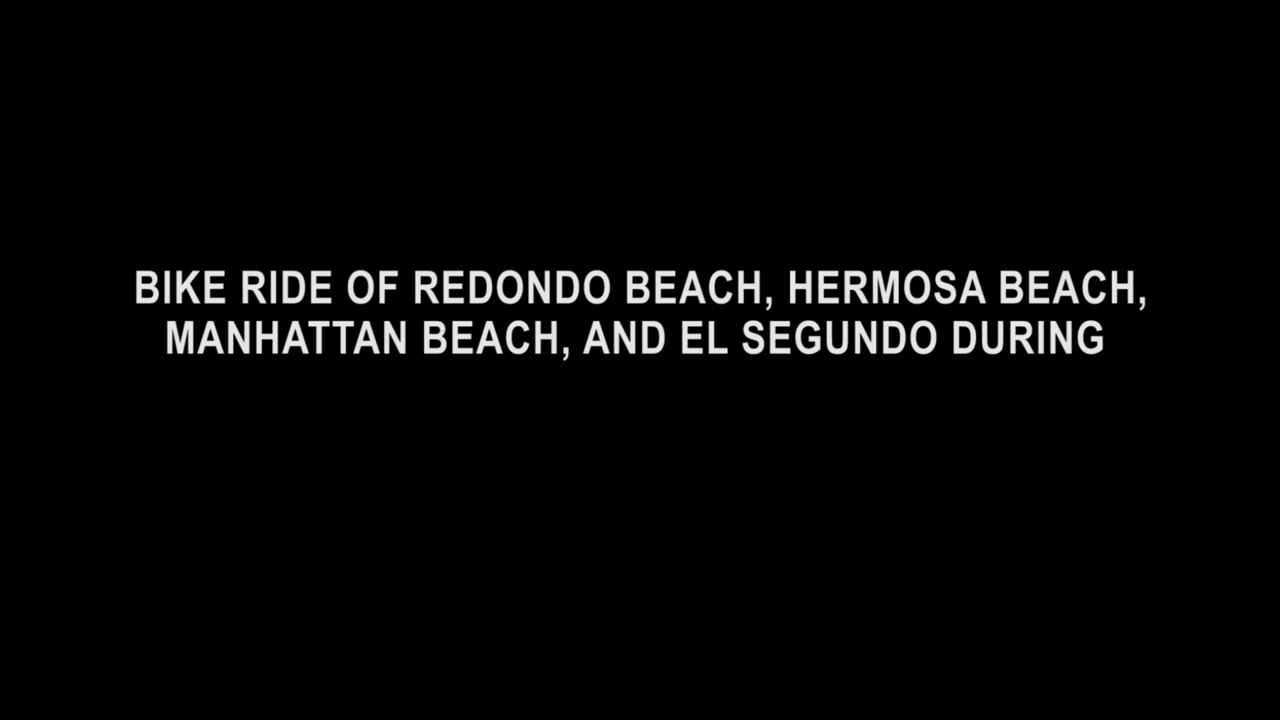 BIKE RIDE OF REDONDO BEACH, HERMOSA BEACH,
MANHATTAN BEACH, AND EL SEGUNDO DURING